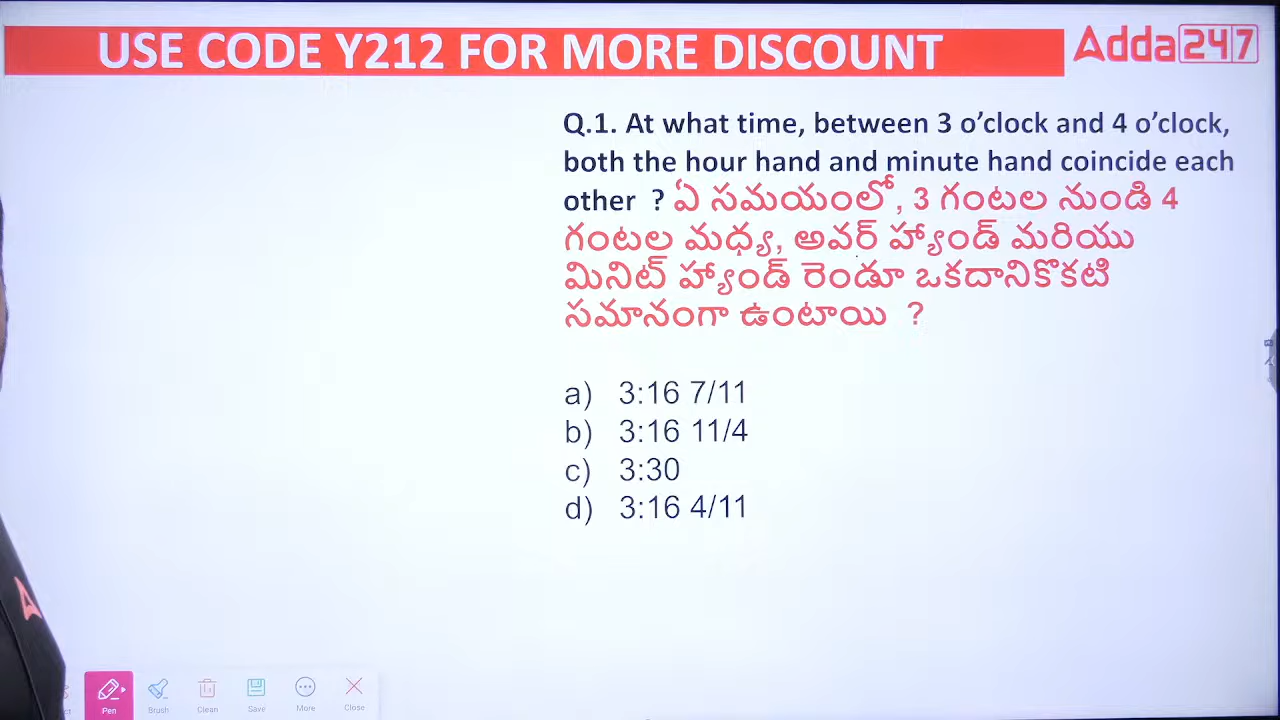 USE CODE Y212 FOR MORE DISCOUNT
Adda247
Q.1. At what time, between 3 o’clock and 4 o’clock,
both the hour hand and minute hand coincide each
other ? ఏ సమయంలో, 3 గంటల నుండి 4
గంటల మధ్య, అవర్ హ్యాండ్ మరియు
మినిట్ హ్యాండ్ రెండూ ఒకదానికొకటి
సమానంగా ఉంటాయి ?
a) 3:16 7/11
b) 3:16 11/4
c) 3:30
d) 3:16 4/11
Pen
Brush
Clean
Save
More
Close